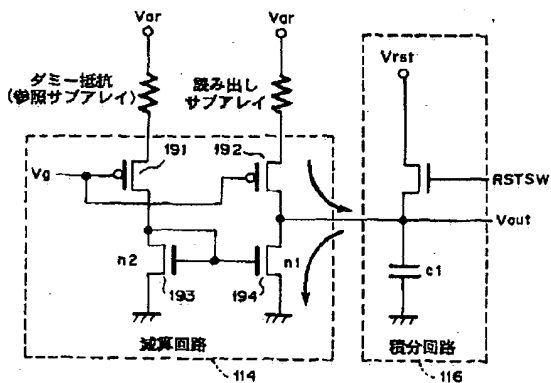 Var
Var
ダミー抵抗
(参照サブアレイ)
読み出し
サブアレイ
Vrst
191
192
Vg
RSTSW
Vout
n2
n1
c1
193
194
減算回路
積分回路
114
116